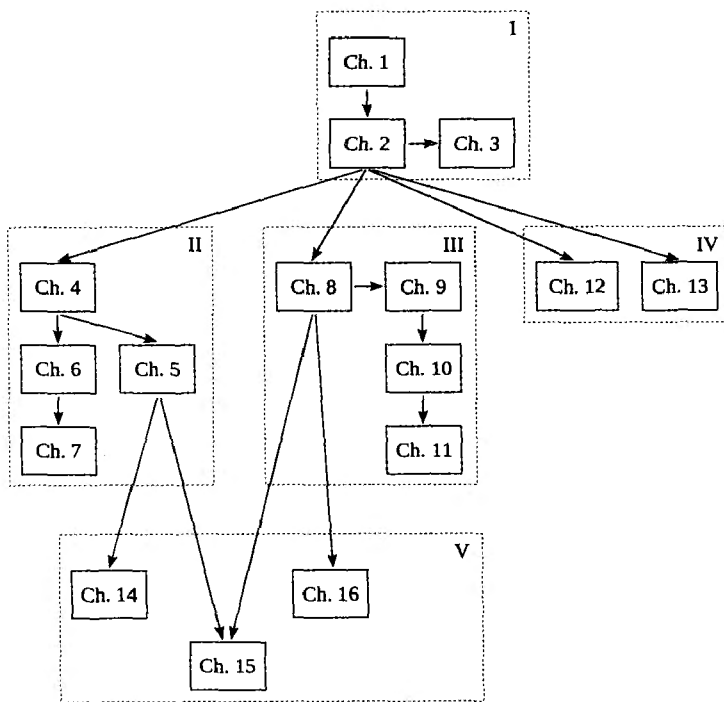 I
Ch. 1
Ch. 2
Ch. 3
II
Ch. 4
Ch. 6
Ch. 5
Ch. 7
III
Ch. 8
Ch. 9
Ch. 10
Ch. 11
IV
Ch. 12
Ch. 13
V
Ch. 14
Ch. 16
Ch. 15